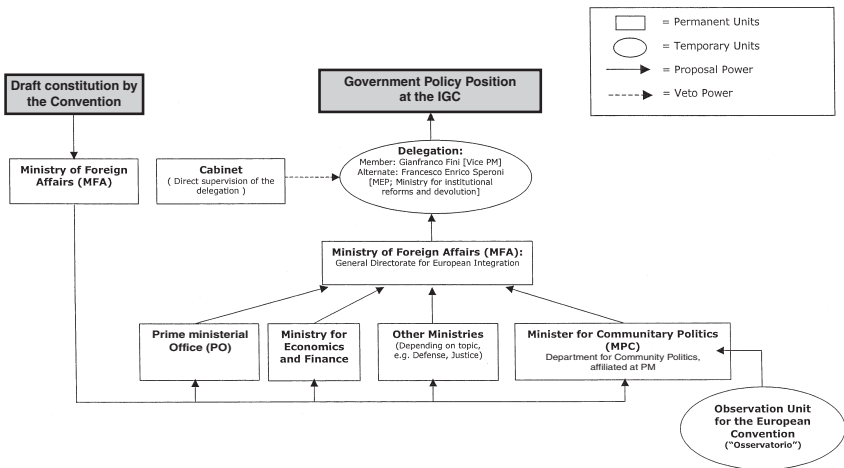 = Permanent Units
= Temporary Units
= Proposal Power
= Veto Power
Draft constitution by
the Convention
Government Policy Position
at the IGC
Ministry of Foreign
Affairs (MFA)
Cabinet
( Direct supervision of the
delegation )
Delegation:
Member: Gianfranco Fini [Vice PM]
Alternate: Francesco Enrico Speroni
[MEP; Ministry for institutional
reforms and devolution]
Ministry of Foreign Affairs (MFA):
General Directorate for European Integration
Prime ministerial
Office (PO)
Ministry for
Economics
and Finance
Other Ministries
(Depending on topic,
e.g. Defense, Justice)
Minister for Communitary Politics
(MPC)
Department for Community Politics,
affiliated at PM
Observation Unit
for the European
Convention
("Osservatorio")